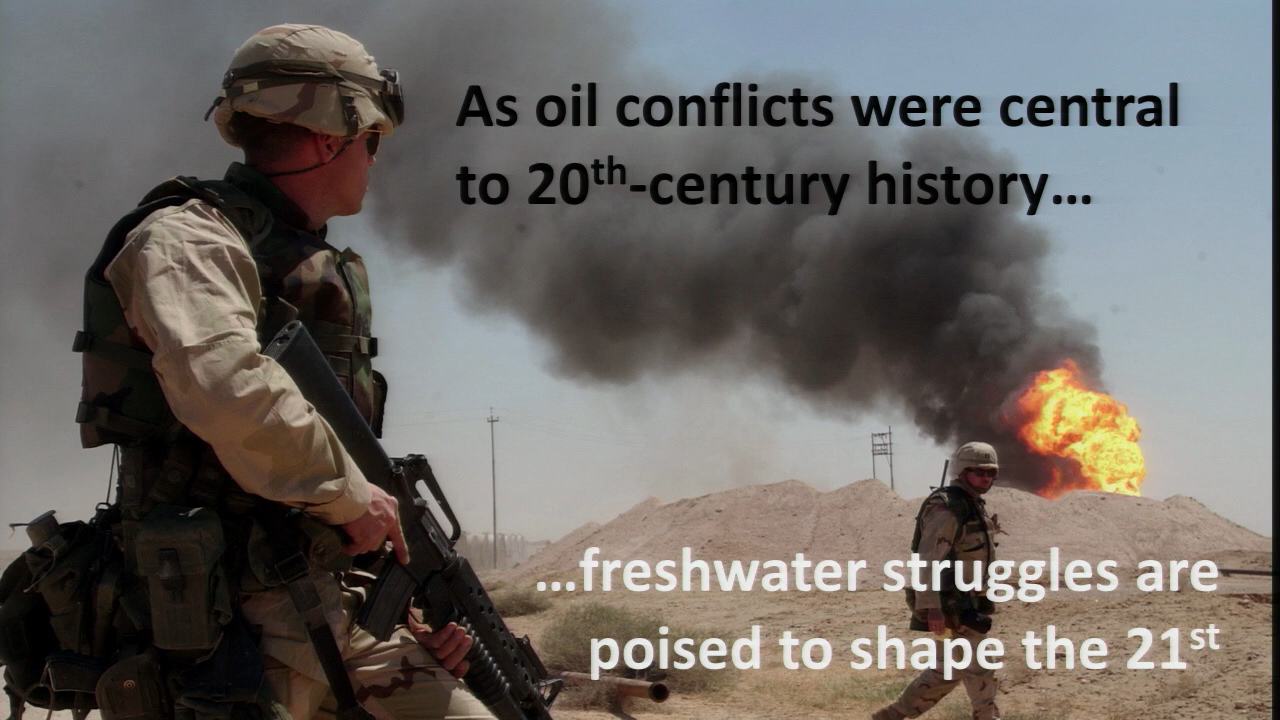 As oil conflicts were central
to 20th-century history…
…freshwater struggles are
poised to shape the 21st